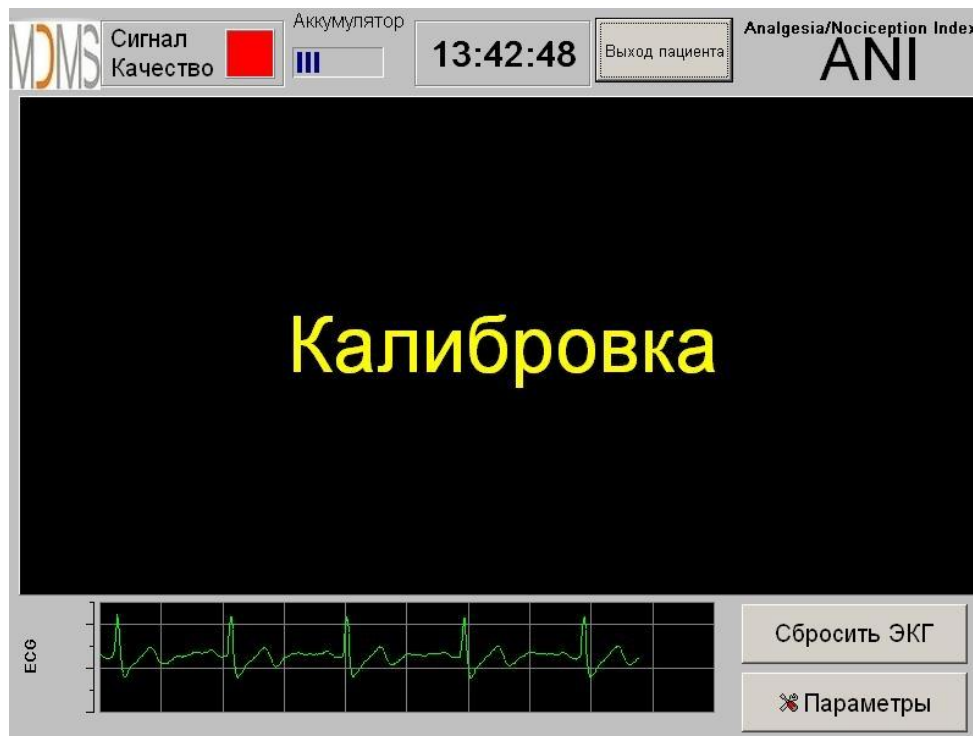 MDMS
Сигнал
Качество
Аккумулятор
13:42:48
Выход пациента
Analgesia/Nociception Index
ANI
Калибровка
ECG
Сбросить ЭКГ
Параметры